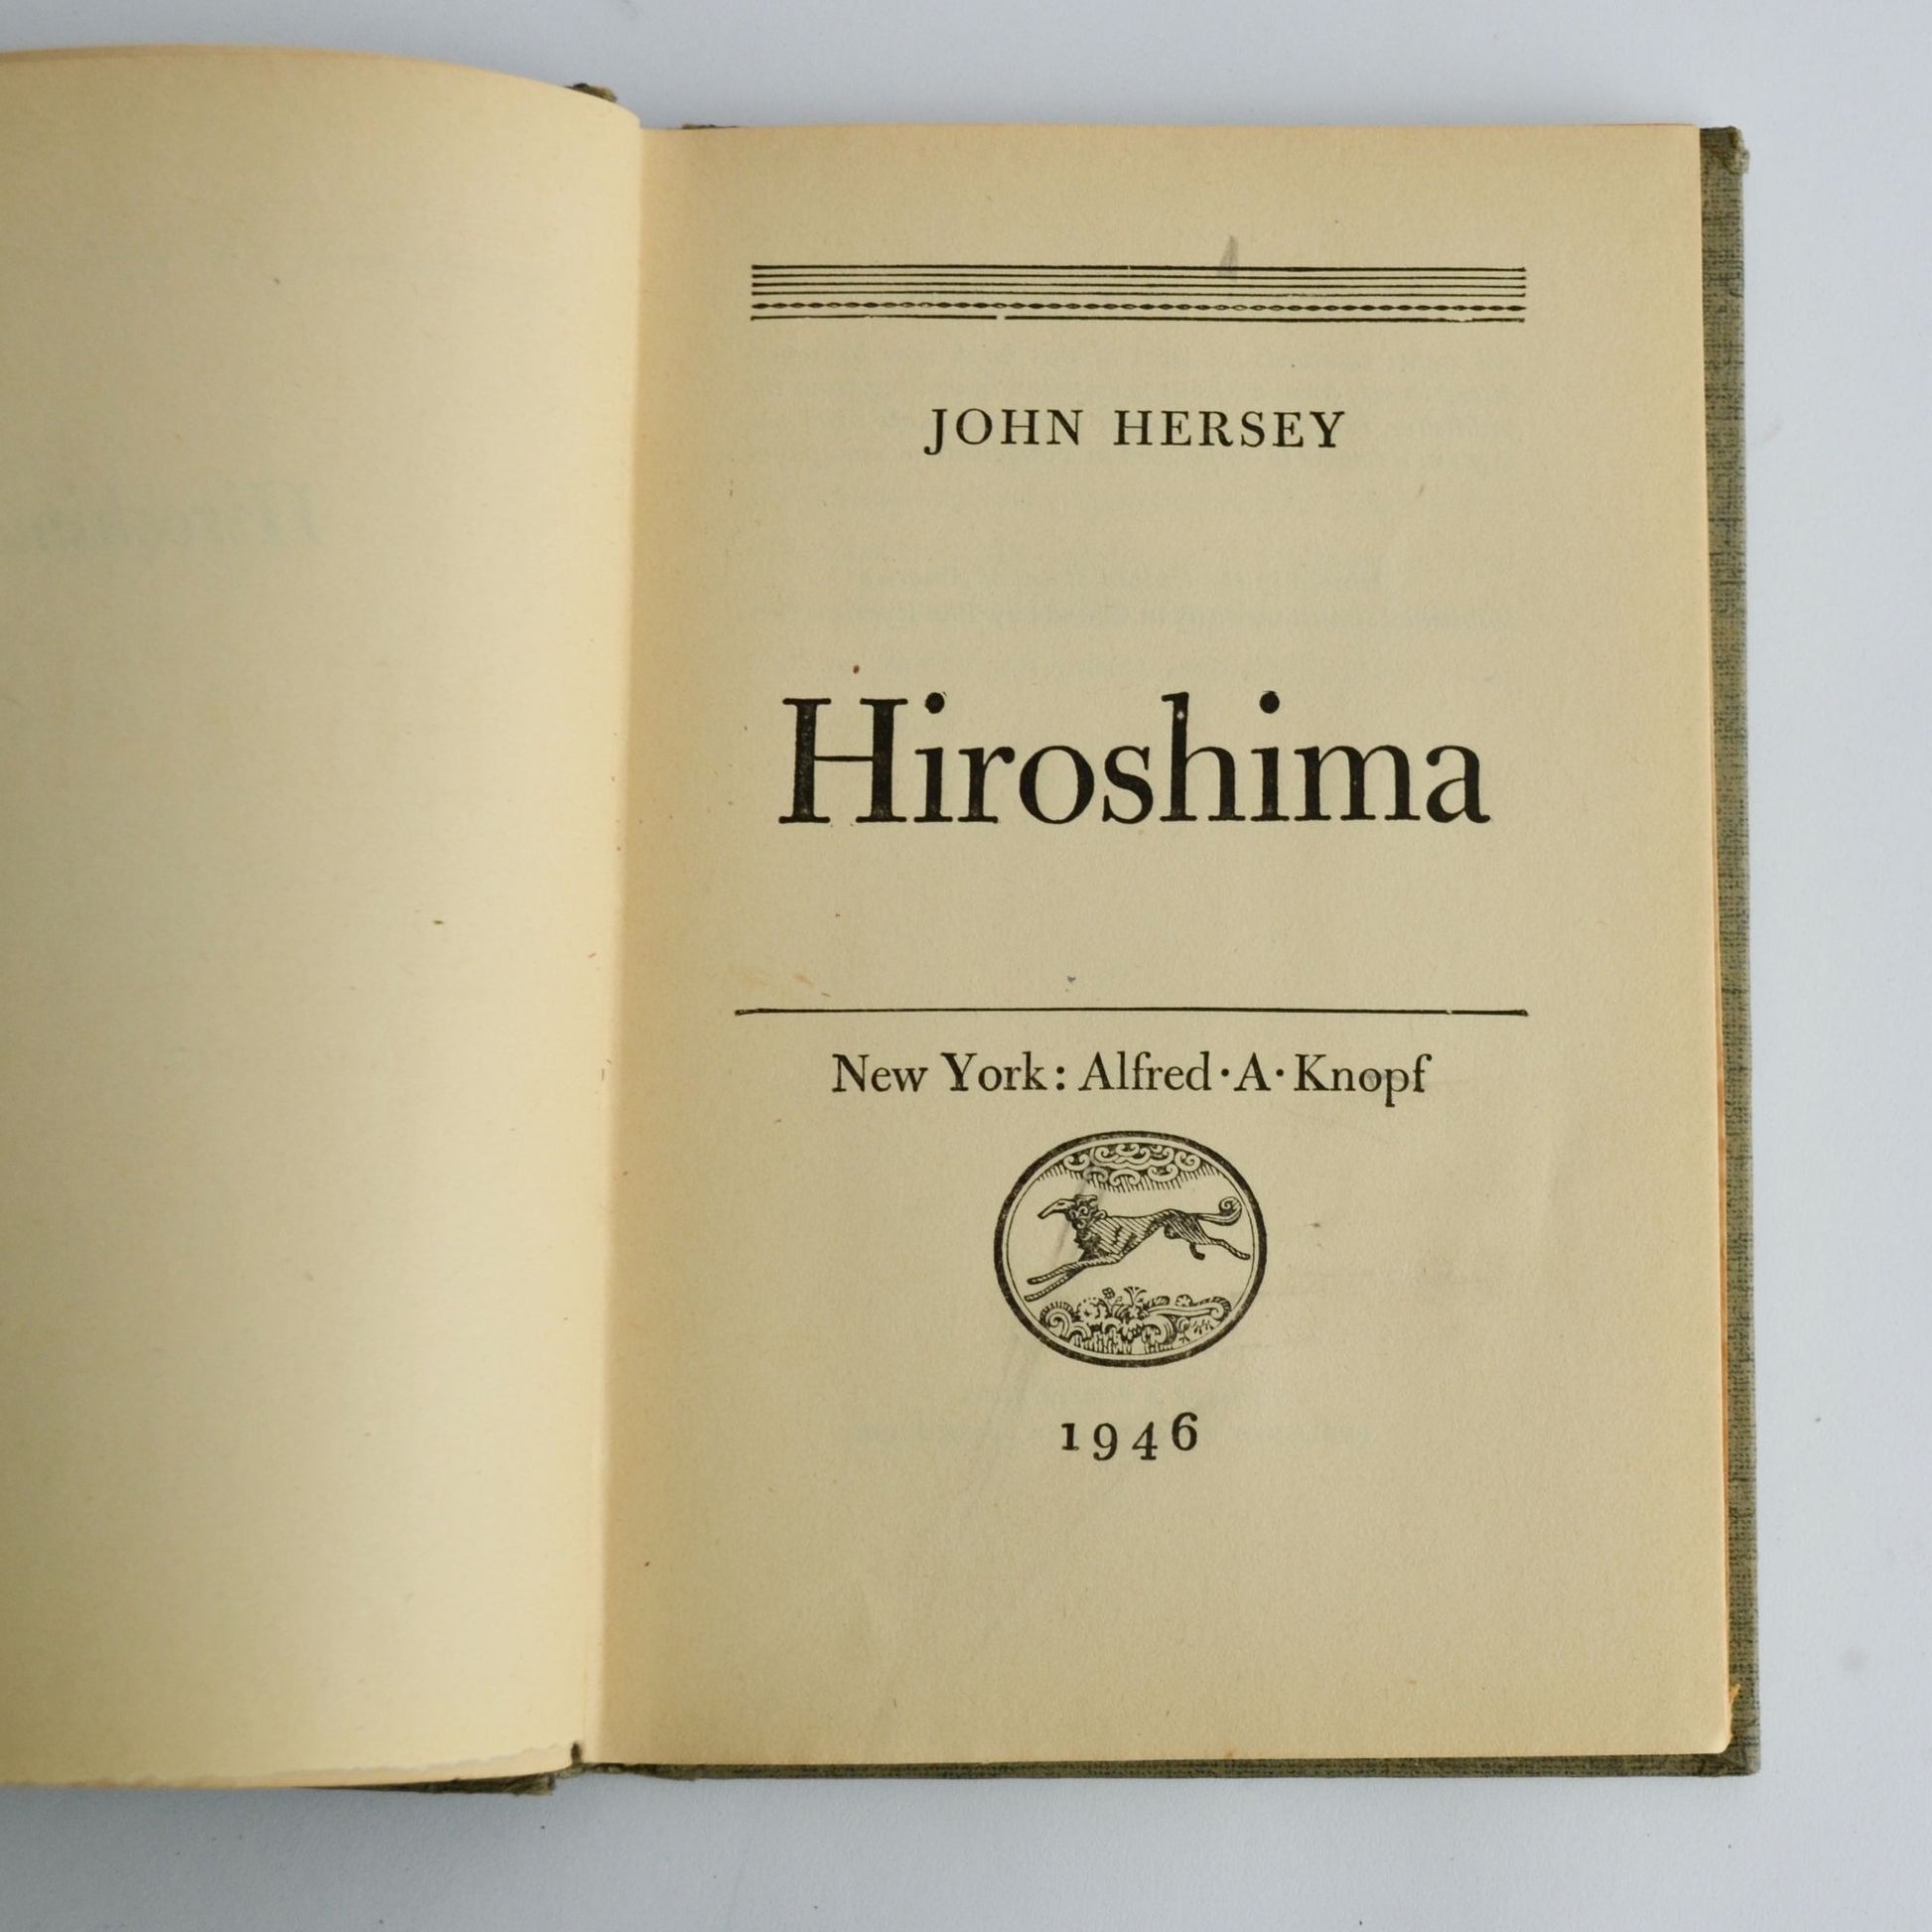 JOHN HERSEY
Hiroshima
New York: Alfred·A·Knopf
1946